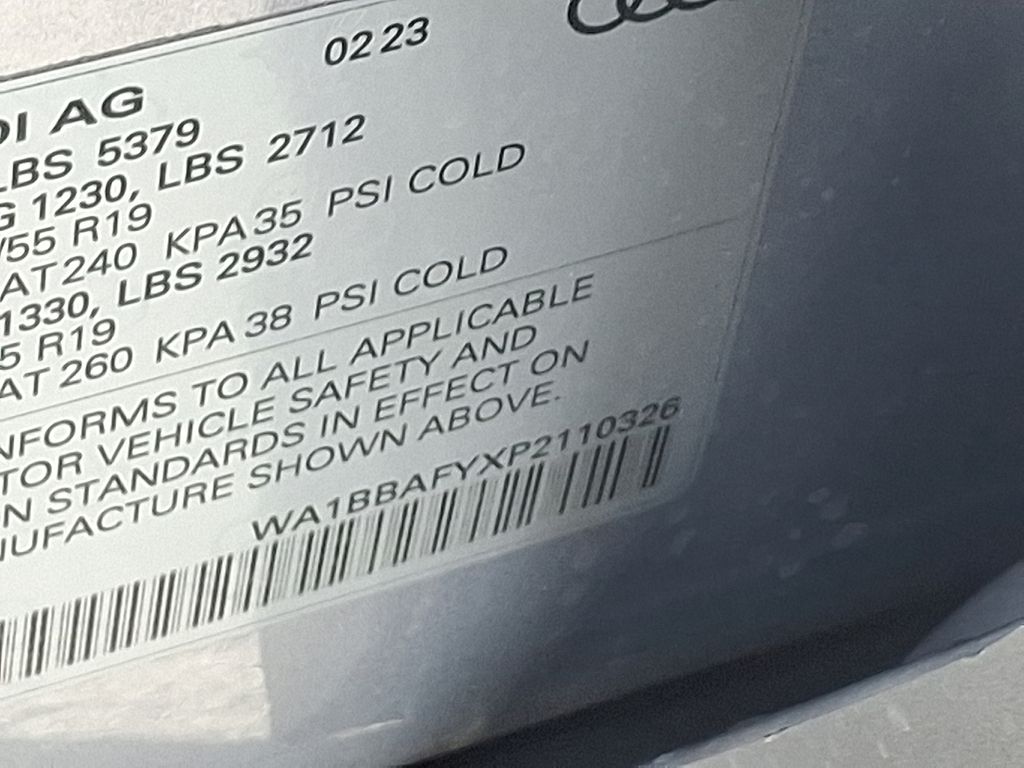 02 23
DI AG
LBS 5379
G 1230, LBS 2712
/55 R19
AT 240 KPA 35 PSI COLD
1330, LBS 2932
5 R19
AT 260 KPA 38 PSI COLD
NFORMS TO ALL APPLICABLE
TOR VEHICLE SAFETY AND
N STANDARDS IN EFFECT ON
NUFACTURE SHOWN ABOVE.
WA1BBAFYXP2110326